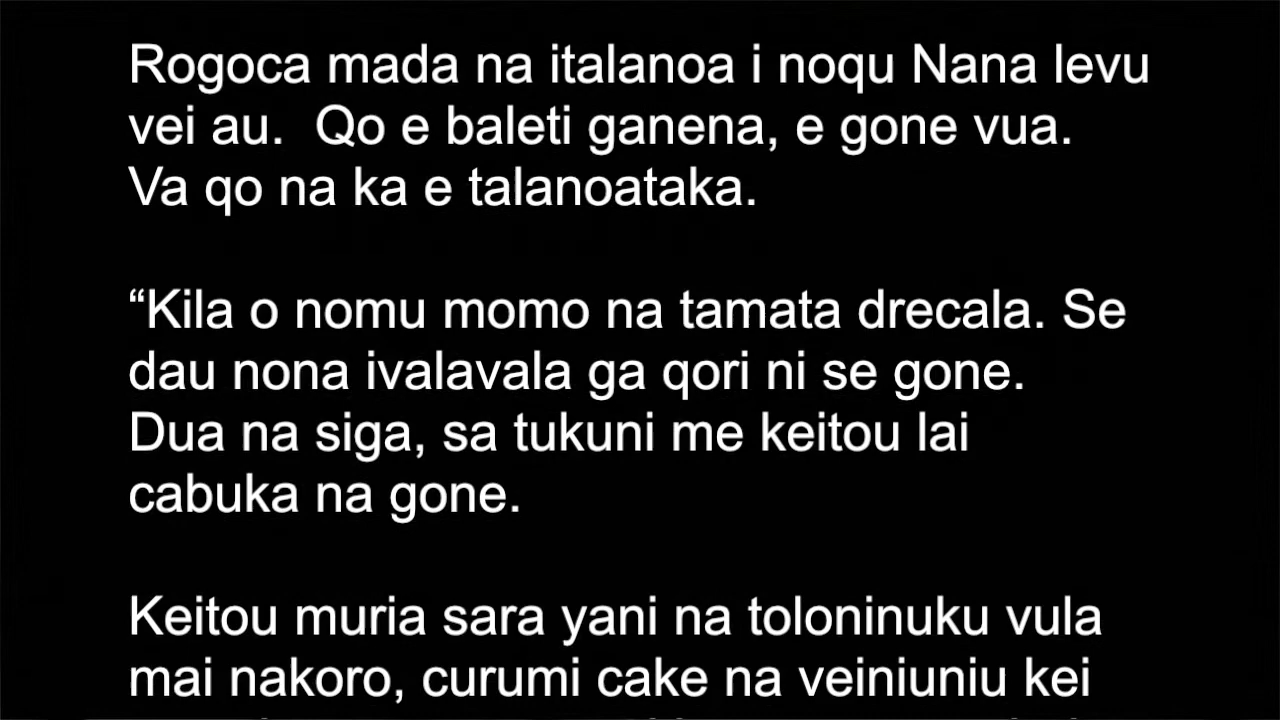 Rogoca mada na italanoa i noqu Nana levu
vei au.  Qo e baleti ganena, e gone vua.
Va qo na ka e talanoataka.
“Kila o nomu momo na tamata drecala. Se
dau nona ivalavala ga qori ni se gone.
Dua na siga, sa tukuni me keitou lai
cabuka na gone.
Keitou muria sara yani na toloninuku vula
mai nakoro, curumi cake na veiniuniu kei